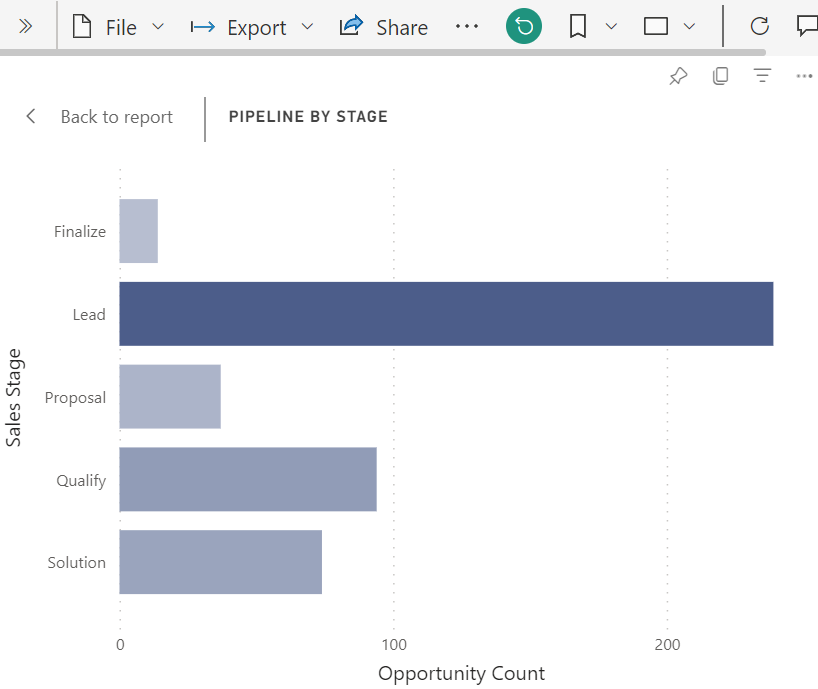 File
Export
Share
Back to report
PIPELINE BY STAGE
Finalize
Lead
Proposal
Qualify
Solution
Sales Stage
0 100 200
Opportunity Count